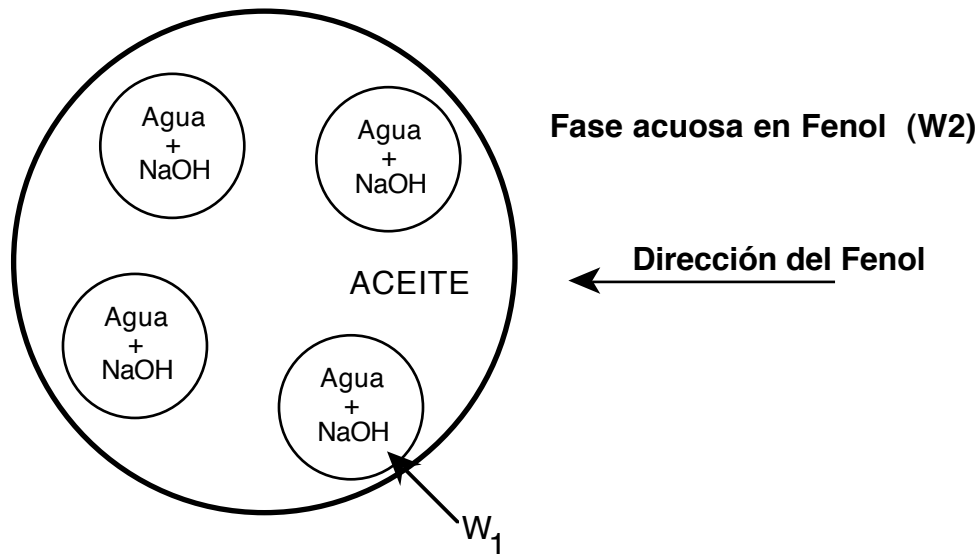 Agua
+
NaOH
Agua
+
NaOH
Fase acuosa en Fenol (W2)
Dirección del Fenol
ACEITE
Agua
+
NaOH
Agua
+
NaOH
W1